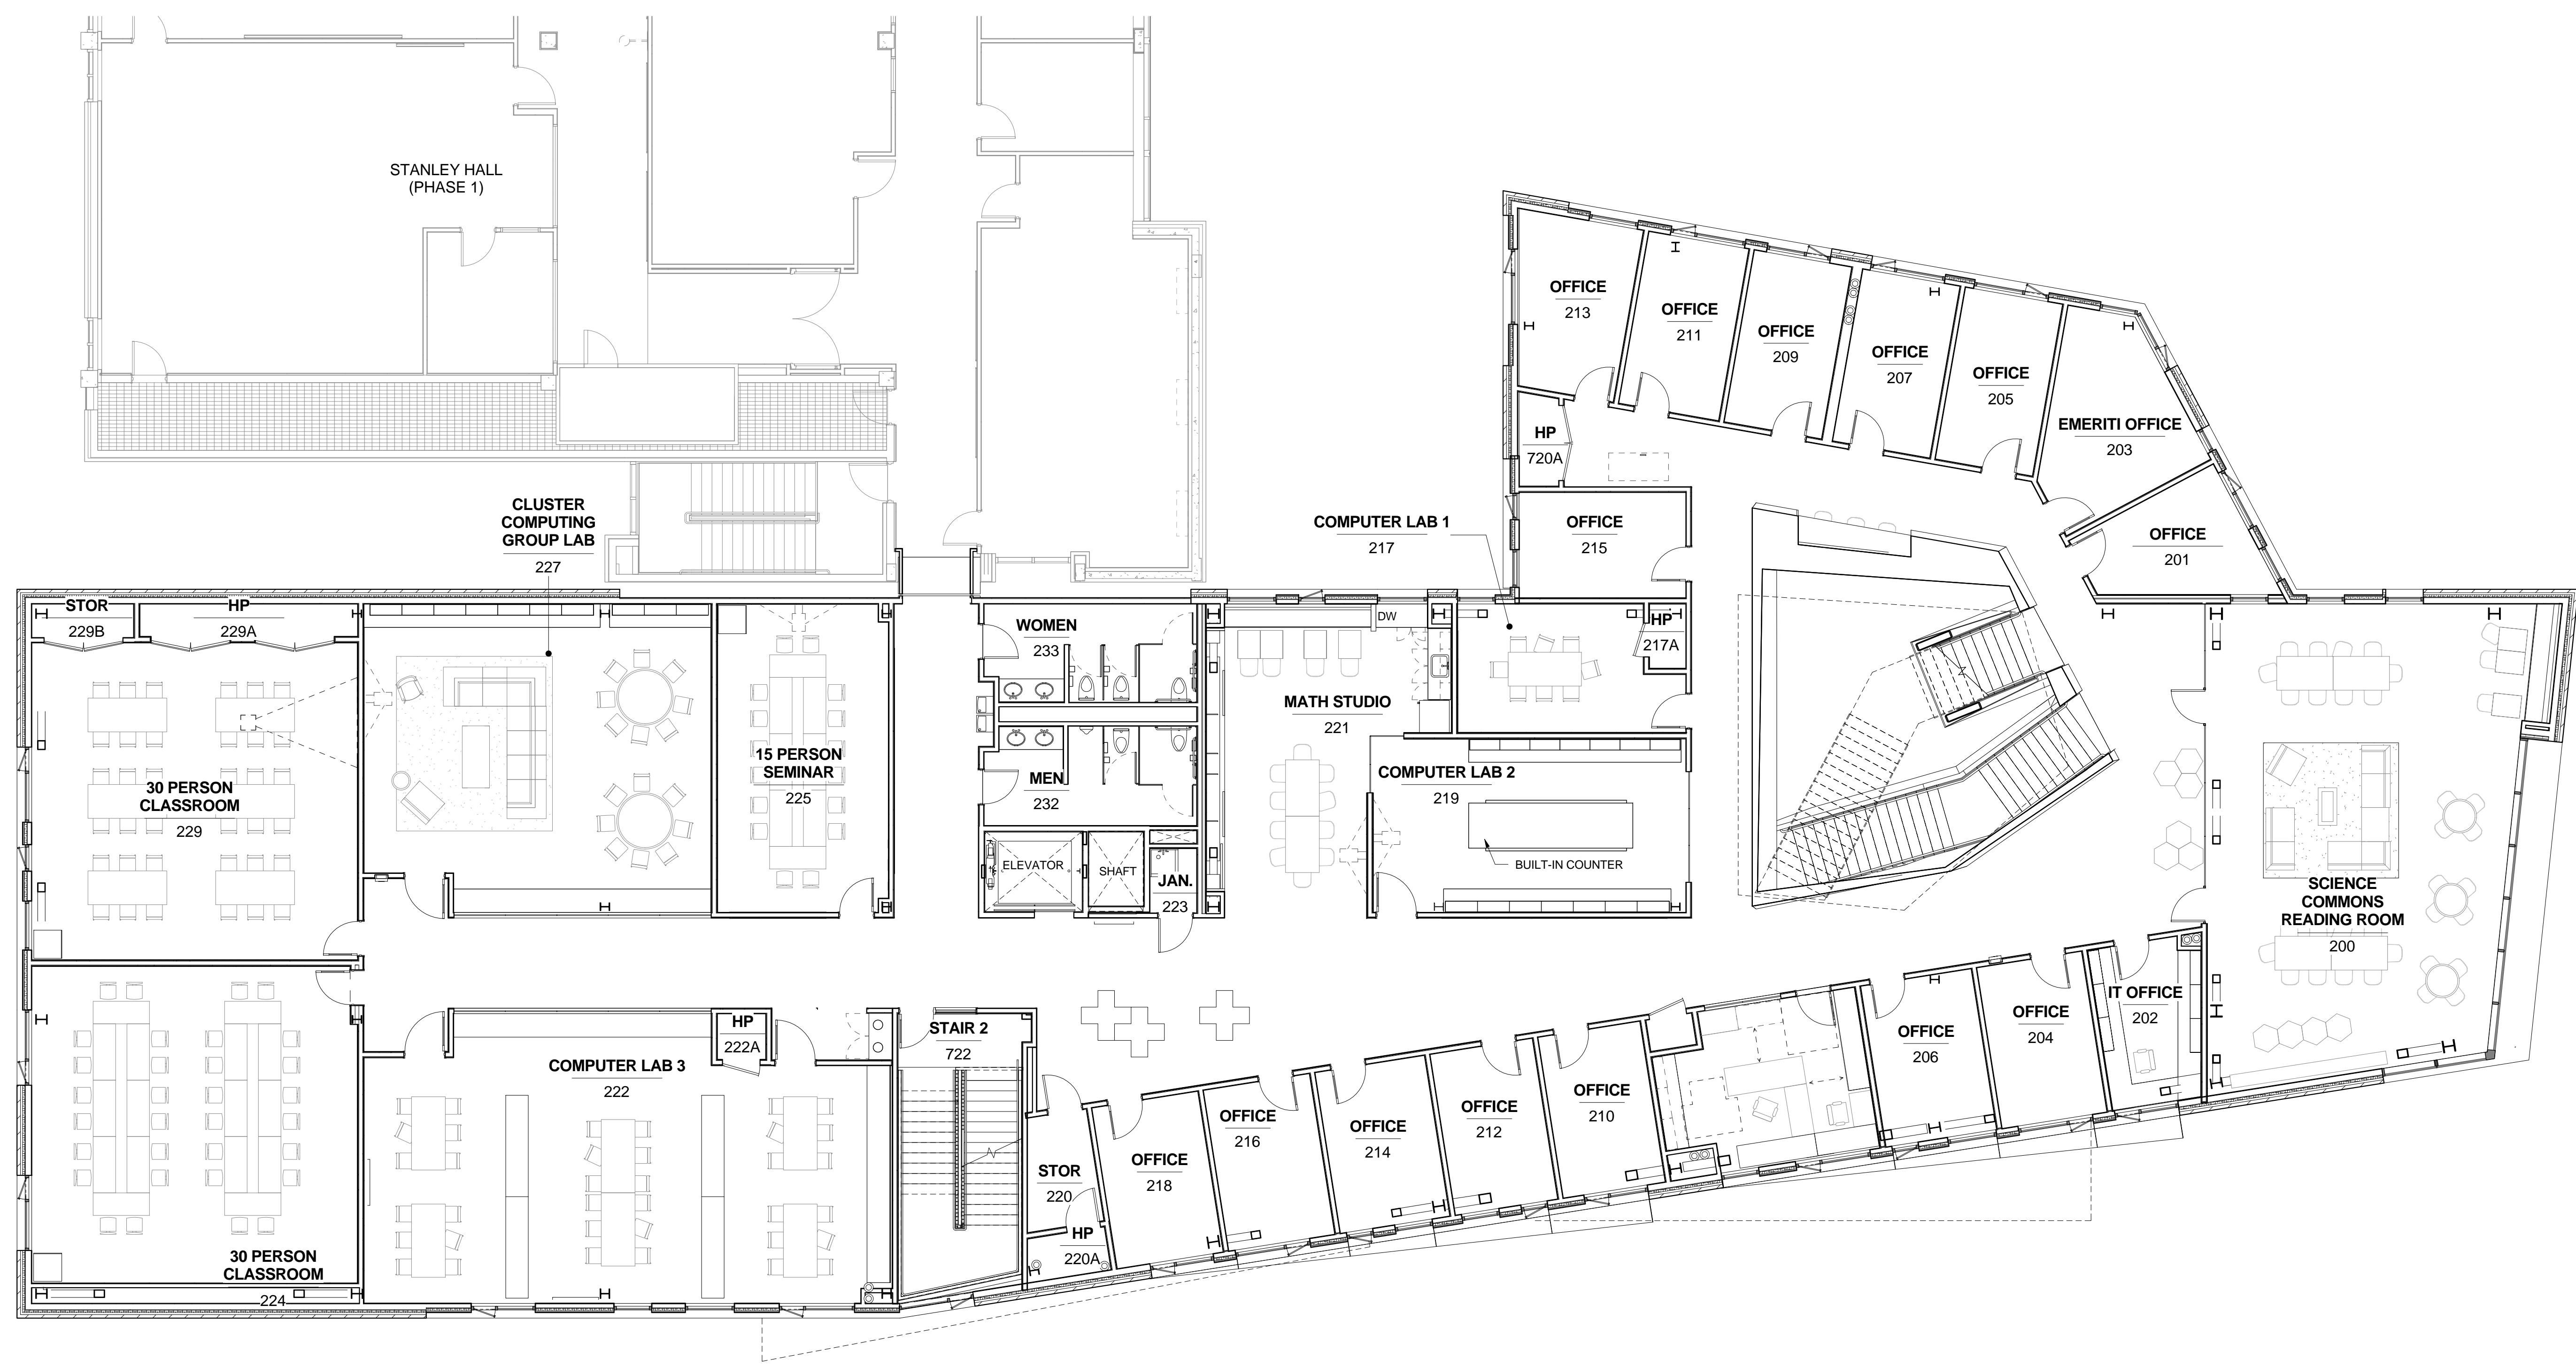 STANLEY HALL
(PHASE 1)
OFFICE
213
OFFICE
211
OFFICE
209
OFFICE
207
OFFICE
205
EMERITI OFFICE
203
HP
720A
OFFICE
201
CLUSTER
COMPUTING
GROUP LAB
227
COMPUTER LAB 1
217
OFFICE
215
STOR
229B
HP
229A
WOMEN
233
DW
HP
217A
MATH STUDIO
221
30 PERSON
CLASSROOM
229
15 PERSON
SEMINAR
225
MEN
232
COMPUTER LAB 2
219
BUILT-IN COUNTER
ELEVATOR
SHAFT
JAN.
223
SCIENCE
COMMONS
READING ROOM
200
HP
222A
STAIR 2
722
COMPUTER LAB 3
222
IT OFFICE
202
OFFICE
204
OFFICE
206
OFFICE
210
OFFICE
212
OFFICE
214
OFFICE
216
OFFICE
218
STOR
220
HP
220A
30 PERSON
CLASSROOM
224